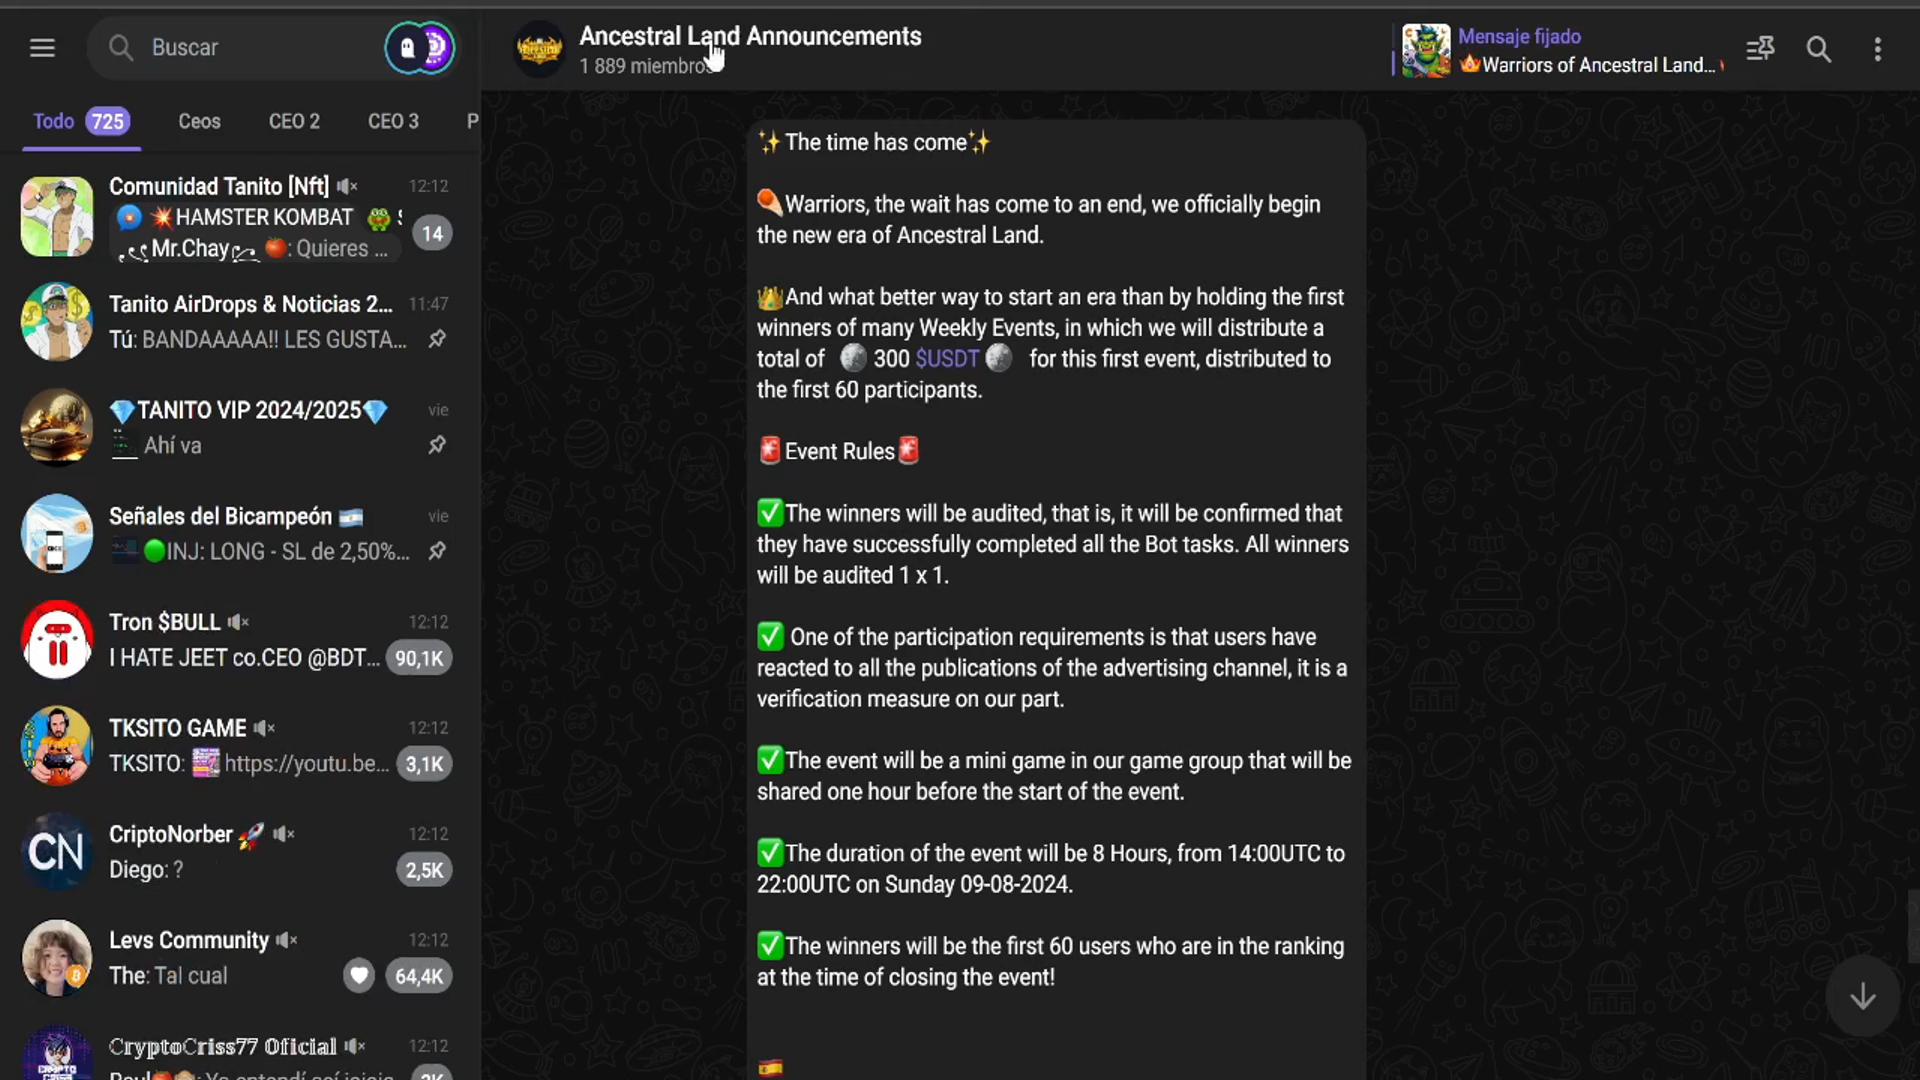 Buscar
Todo 725 Ceos CEO 2 CEO 3 P
Comunidad Tanito [Nft] 12:12
HAMSTER KOMBAT
Mr.Chay : Quieres ... 14
Tanito AirDrops & Noticias 2... 11:47
Tú: BANDAAAAA!! LES GUSTA...
TANITO VIP 2024/2025 vie
Ahí va
Señales del Bicampeón vie
INJ: LONG - SL de 2,50%...
Tron $BULL 12:12
I HATE JEET co.CEO @BDT... 90,1K
TKSITO GAME 12:12
TKSITO: https://youtu.be... 3,1K
CN CriptoNorber 12:12
Diego: ? 2,5K
Levs Community 12:12
The: Tal cual 64,4K
CryptoCriss77 Oficial 12:12
Ancestral Land Announcements
1 889 miembros
Mensaje fijado
Warriors of Ancestral Land...
The time has come
Warriors, the wait has come to an end, we officially begin
the new era of Ancestral Land.
And what better way to start an era than by holding the first
winners of many Weekly Events, in which we will distribute a
total of 300 $USDT for this first event, distributed to
the first 60 participants.
Event Rules
The winners will be audited, that is, it will be confirmed that
they have successfully completed all the Bot tasks. All winners
will be audited 1 x 1.
One of the participation requirements is that users have
reacted to all the publications of the advertising channel, it is a
verification measure on our part.
The event will be a mini game in our game group that will be
shared one hour before the start of the event.
The duration of the event will be 8 Hours, from 14:00UTC to
22:00UTC on Sunday 09-08-2024.
The winners will be the first 60 users who are in the ranking
at the time of closing the event!